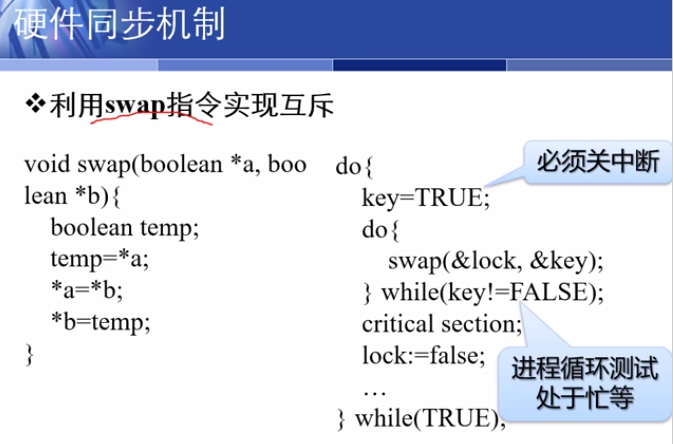 硬件同步机制
❖利用swap指令实现互斥
void swap(boolean *a, boo
lean *b){
boolean temp;
temp=*a;
*a=*b;
*b=temp;
}
do{
key=TRUE;
do{
swap(&lock, &key);
} while(key!=FALSE);
critical section;
lock:=false;
…
} while(TRUE);
必须关中断
进程循环测试
处于忙等